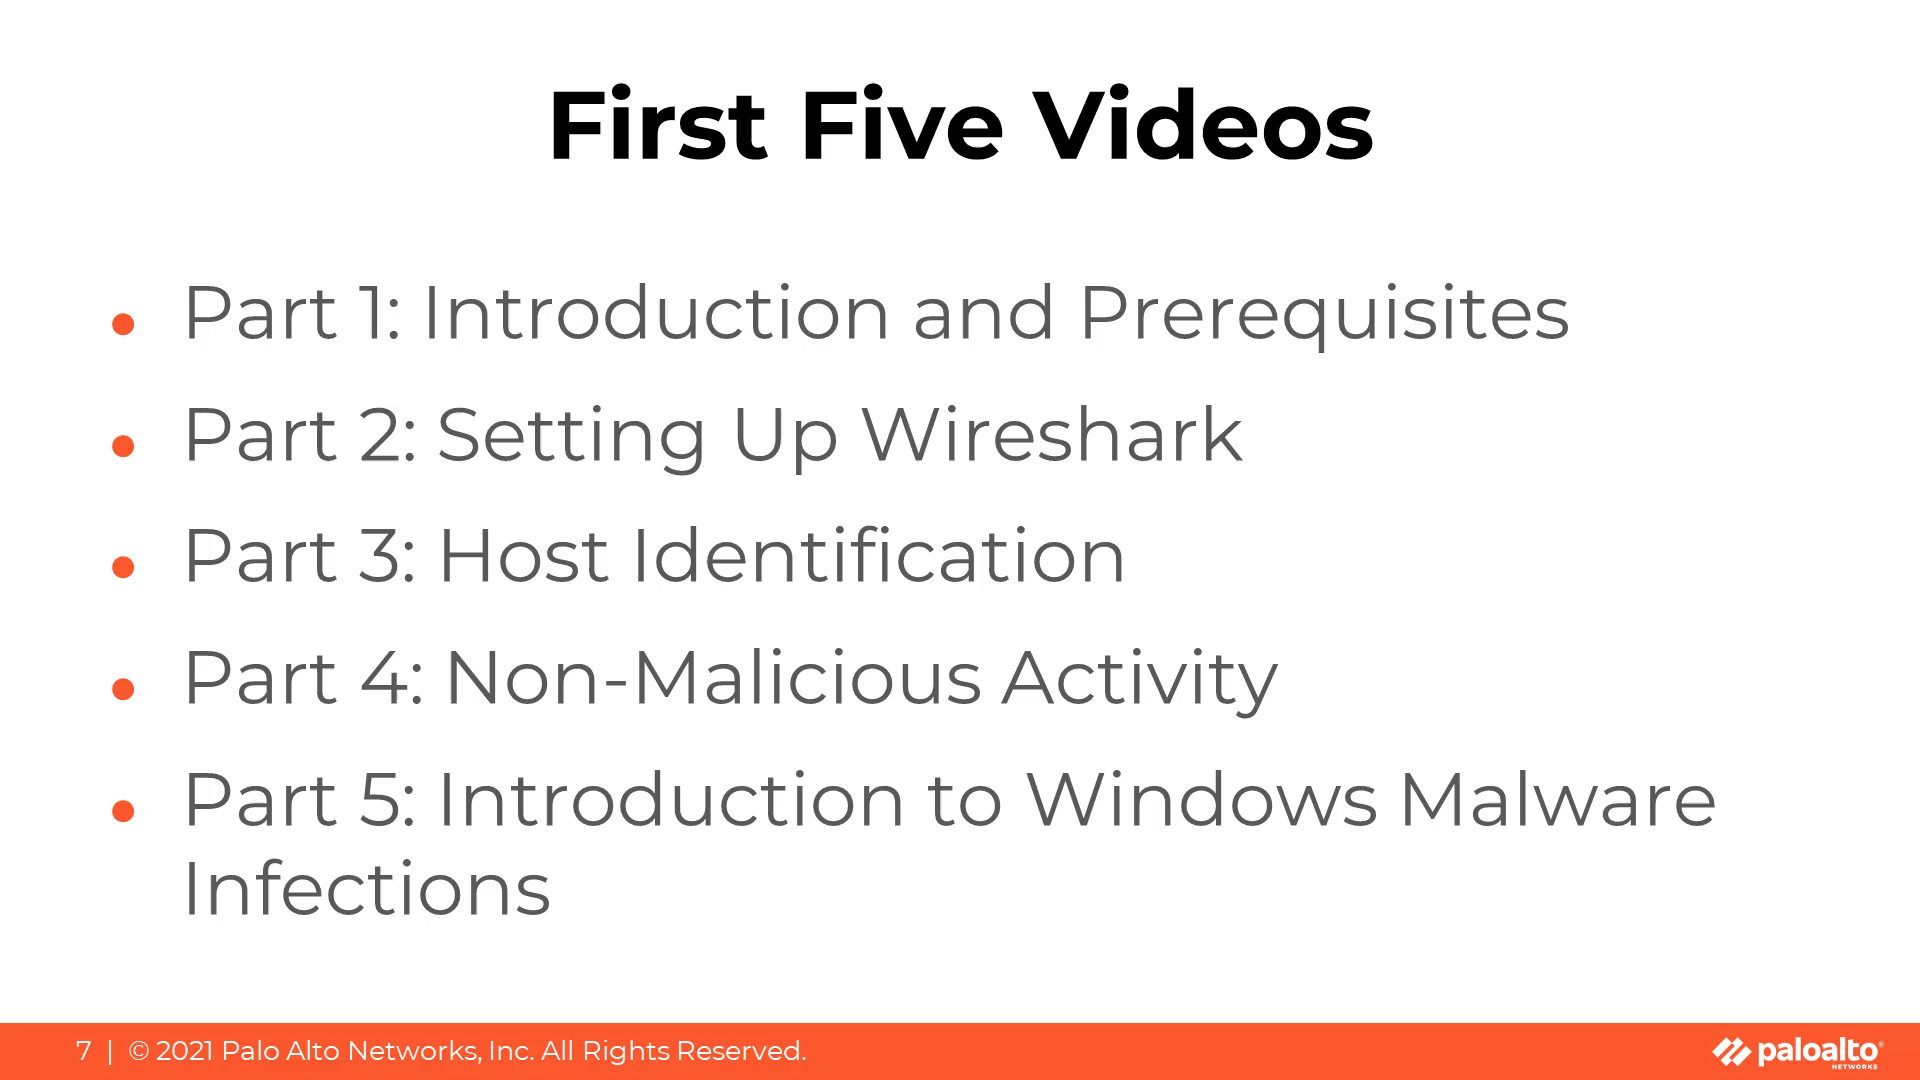 First Five Videos
• Part 1: Introduction and Prerequisites
• Part 2: Setting Up Wireshark
• Part 3: Host Identification
• Part 4: Non-Malicious Activity
• Part 5: Introduction to Windows Malware
Infections
7 | © 2021 Palo Alto Networks, Inc. All Rights Reserved.
paloalto®
NETWORKS